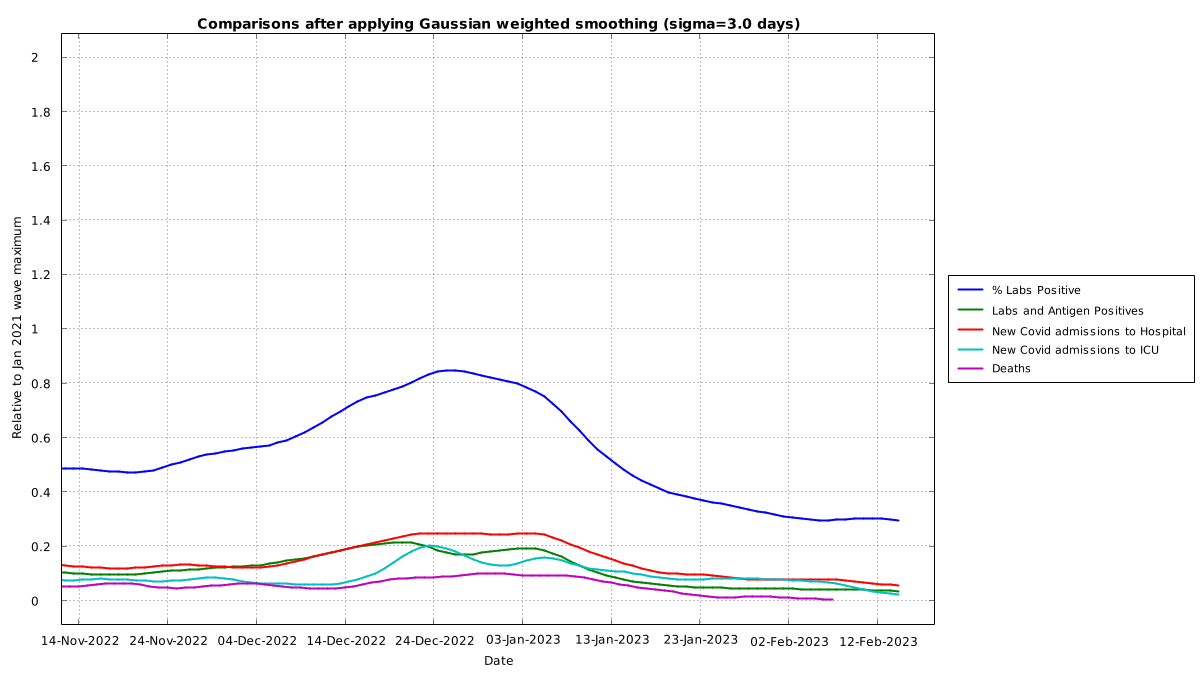 Comparisons after applying Gaussian weighted smoothing (sigma=3.0 days)
Relative to Jan 2021 wave maximum
2
1.8
1.6
1.4
1.2
1
0.8
0.6
0.4
0.2
0
14-Nov-2022 24-Nov-2022 04-Dec-2022 14-Dec-2022 24-Dec-2022 03-Jan-2023 13-Jan-2023 23-Jan-2023 02-Feb-2023 12-Feb-2023
Date
% Labs Positive
Labs and Antigen Positives
New Covid admissions to Hospital
New Covid admissions to ICU
Deaths